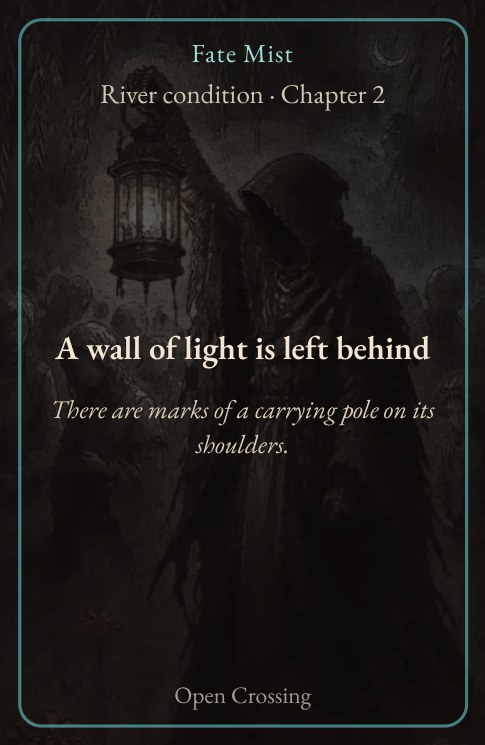 Fate Mist
River condition · Chapter 2
A wall of light is left behind
There are marks of a carrying pole on its
shoulders.
Open Crossing